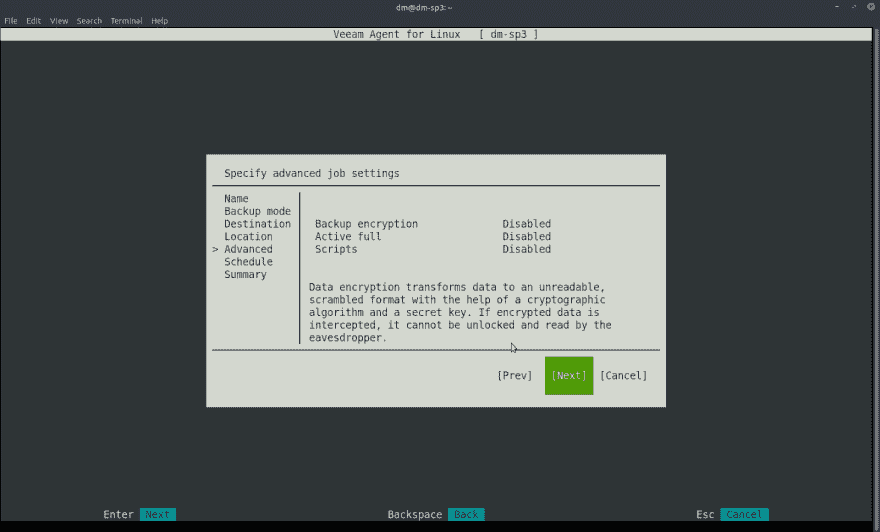 dm@dm-sp3: ~
File Edit View Search Terminal Help
Veeam Agent for Linux [ dm-sp3 ]
Specify advanced job settings
Name
Backup mode
Destination Backup encryption Disabled
Location Active full Disabled
> Advanced Scripts Disabled
Schedule
Summary
Data encryption transforms data to an unreadable,
scrambled format with the help of a cryptographic
algorithm and a secret key. If encrypted data is
intercepted, it cannot be unlocked and read by the
eavesdropper.
[Prev] [Next] [Cancel]
Enter Next Backspace Back Esc Cancel